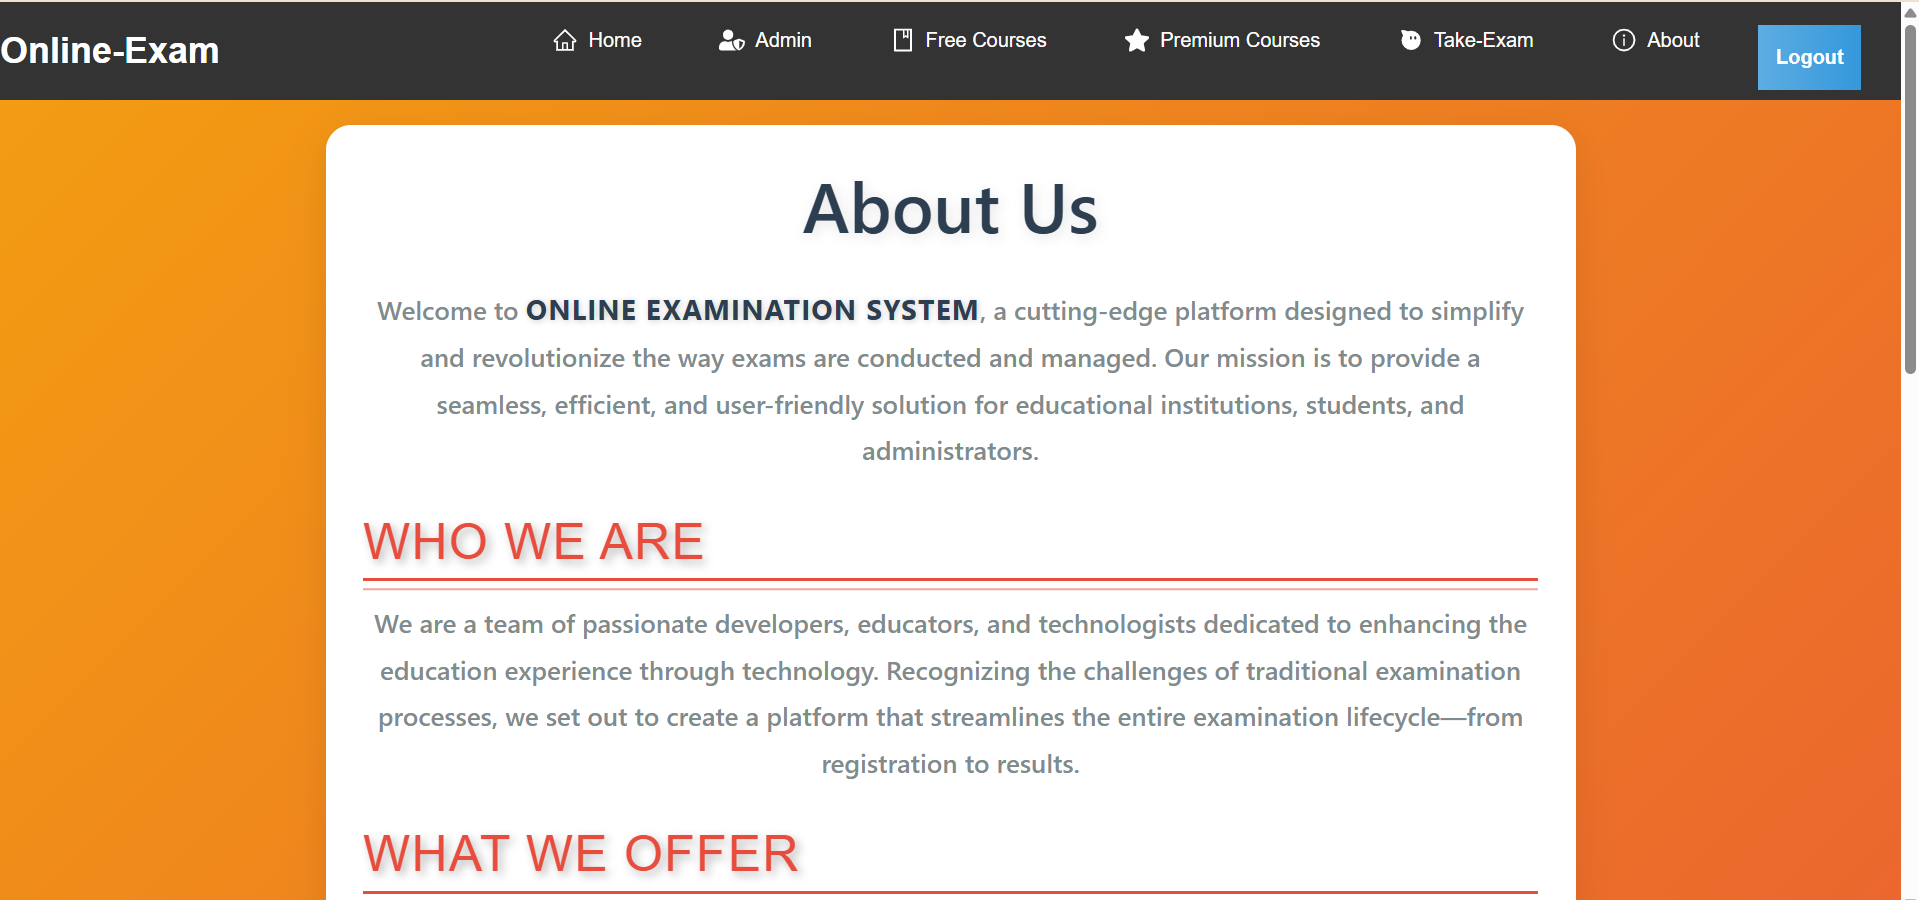 Online-Exam
Home
Admin
Free Courses
Premium Courses
Take-Exam
About
Logout
About Us
Welcome to ONLINE EXAMINATION SYSTEM, a cutting-edge platform designed to simplify
and revolutionize the way exams are conducted and managed. Our mission is to provide a
seamless, efficient, and user-friendly solution for educational institutions, students, and
administrators.
WHO WE ARE
We are a team of passionate developers, educators, and technologists dedicated to enhancing the
education experience through technology. Recognizing the challenges of traditional examination
processes, we set out to create a platform that streamlines the entire examination lifecycle—from
registration to results.
WHAT WE OFFER